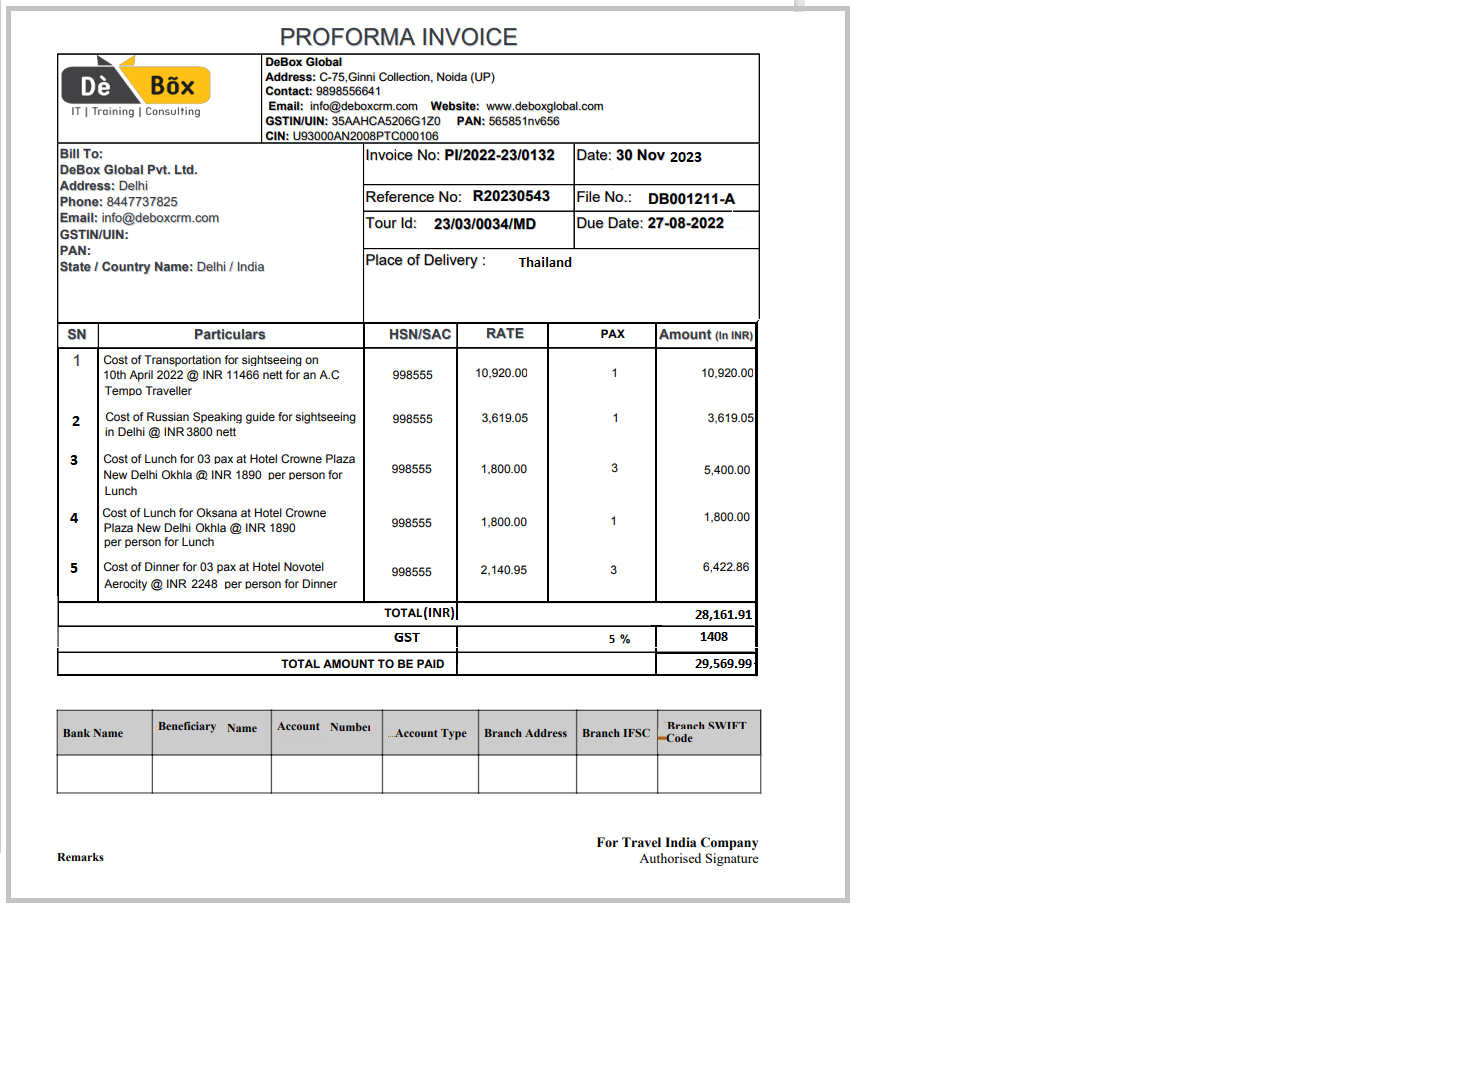 PROFORMA INVOICE
Dè Bõx
IT | Training | Consulting
DeBox Global
Address: C-75,Ginni Collection, Noida (UP)
Contact: 9898556641
Email: info@deboxcrm.com Website: www.deboxglobal.com
GSTIN/UIN: 35AAHCA5206G1Z0 PAN: 565851nv656
CIN: U93000AN2008PTC000106
Bill To:
DeBox Global Pvt. Ltd.
Address: Delhi
Phone: 8447737825
Email: info@deboxcrm.com
GSTIN/UIN:
PAN:
State / Country Name: Delhi / India
Invoice No: PI/2022-23/0132 Date: 30 Nov 2023
Reference No: R20230543 File No.: DB001211-A
Tour Id: 23/03/0034/MD Due Date: 27-08-2022
Place of Delivery : Thailand
SN Particulars HSN/SAC RATE PAX Amount (In INR)
1 Cost of Transportation for sightseeing on
10th April 2022 @ INR 11466 nett for an A.C 998555 10,920.00 1 10,920.00
Tempo Traveller
2 Cost of Russian Speaking guide for sightseeing 998555 3,619.05 1 3,619.05
in Delhi @ INR 3800 nett
3 Cost of Lunch for 03 pax at Hotel Crowne Plaza
New Delhi Okhla @ INR 1890 per person for 998555 1,800.00 3 5,400.00
Lunch
4 Cost of Lunch for Oksana at Hotel Crowne
Plaza New Delhi Okhla @ INR 1890 998555 1,800.00 1 1,800.00
per person for Lunch
5 Cost of Dinner for 03 pax at Hotel Novotel 998555 2,140.95 3 6,422.86
Aerocity @ INR 2248 per person for Dinner
TOTAL(INR) 28,161.91
GST 5 % 1408
TOTAL AMOUNT TO BE PAID 29,569.99
Bank Name Beneficiary Name Account Number Account Type Branch Address Branch IFSC Branch SWIFT
Code
For Travel India Company
Remarks Authorised Signature